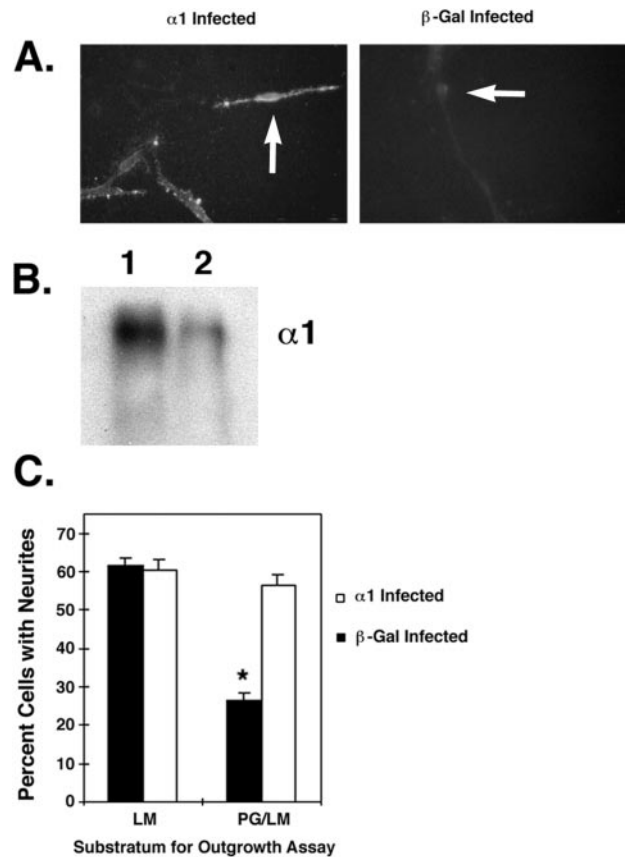 α1 Infected
β-Gal Infected
A.
1 2
B.
α1
C.
Percent Cells with Neurites
70
60
50
40
30
20
10
0
*
LM
PG/LM
Substratum for Outgrowth Assay
α1 Infected
β-Gal Infected